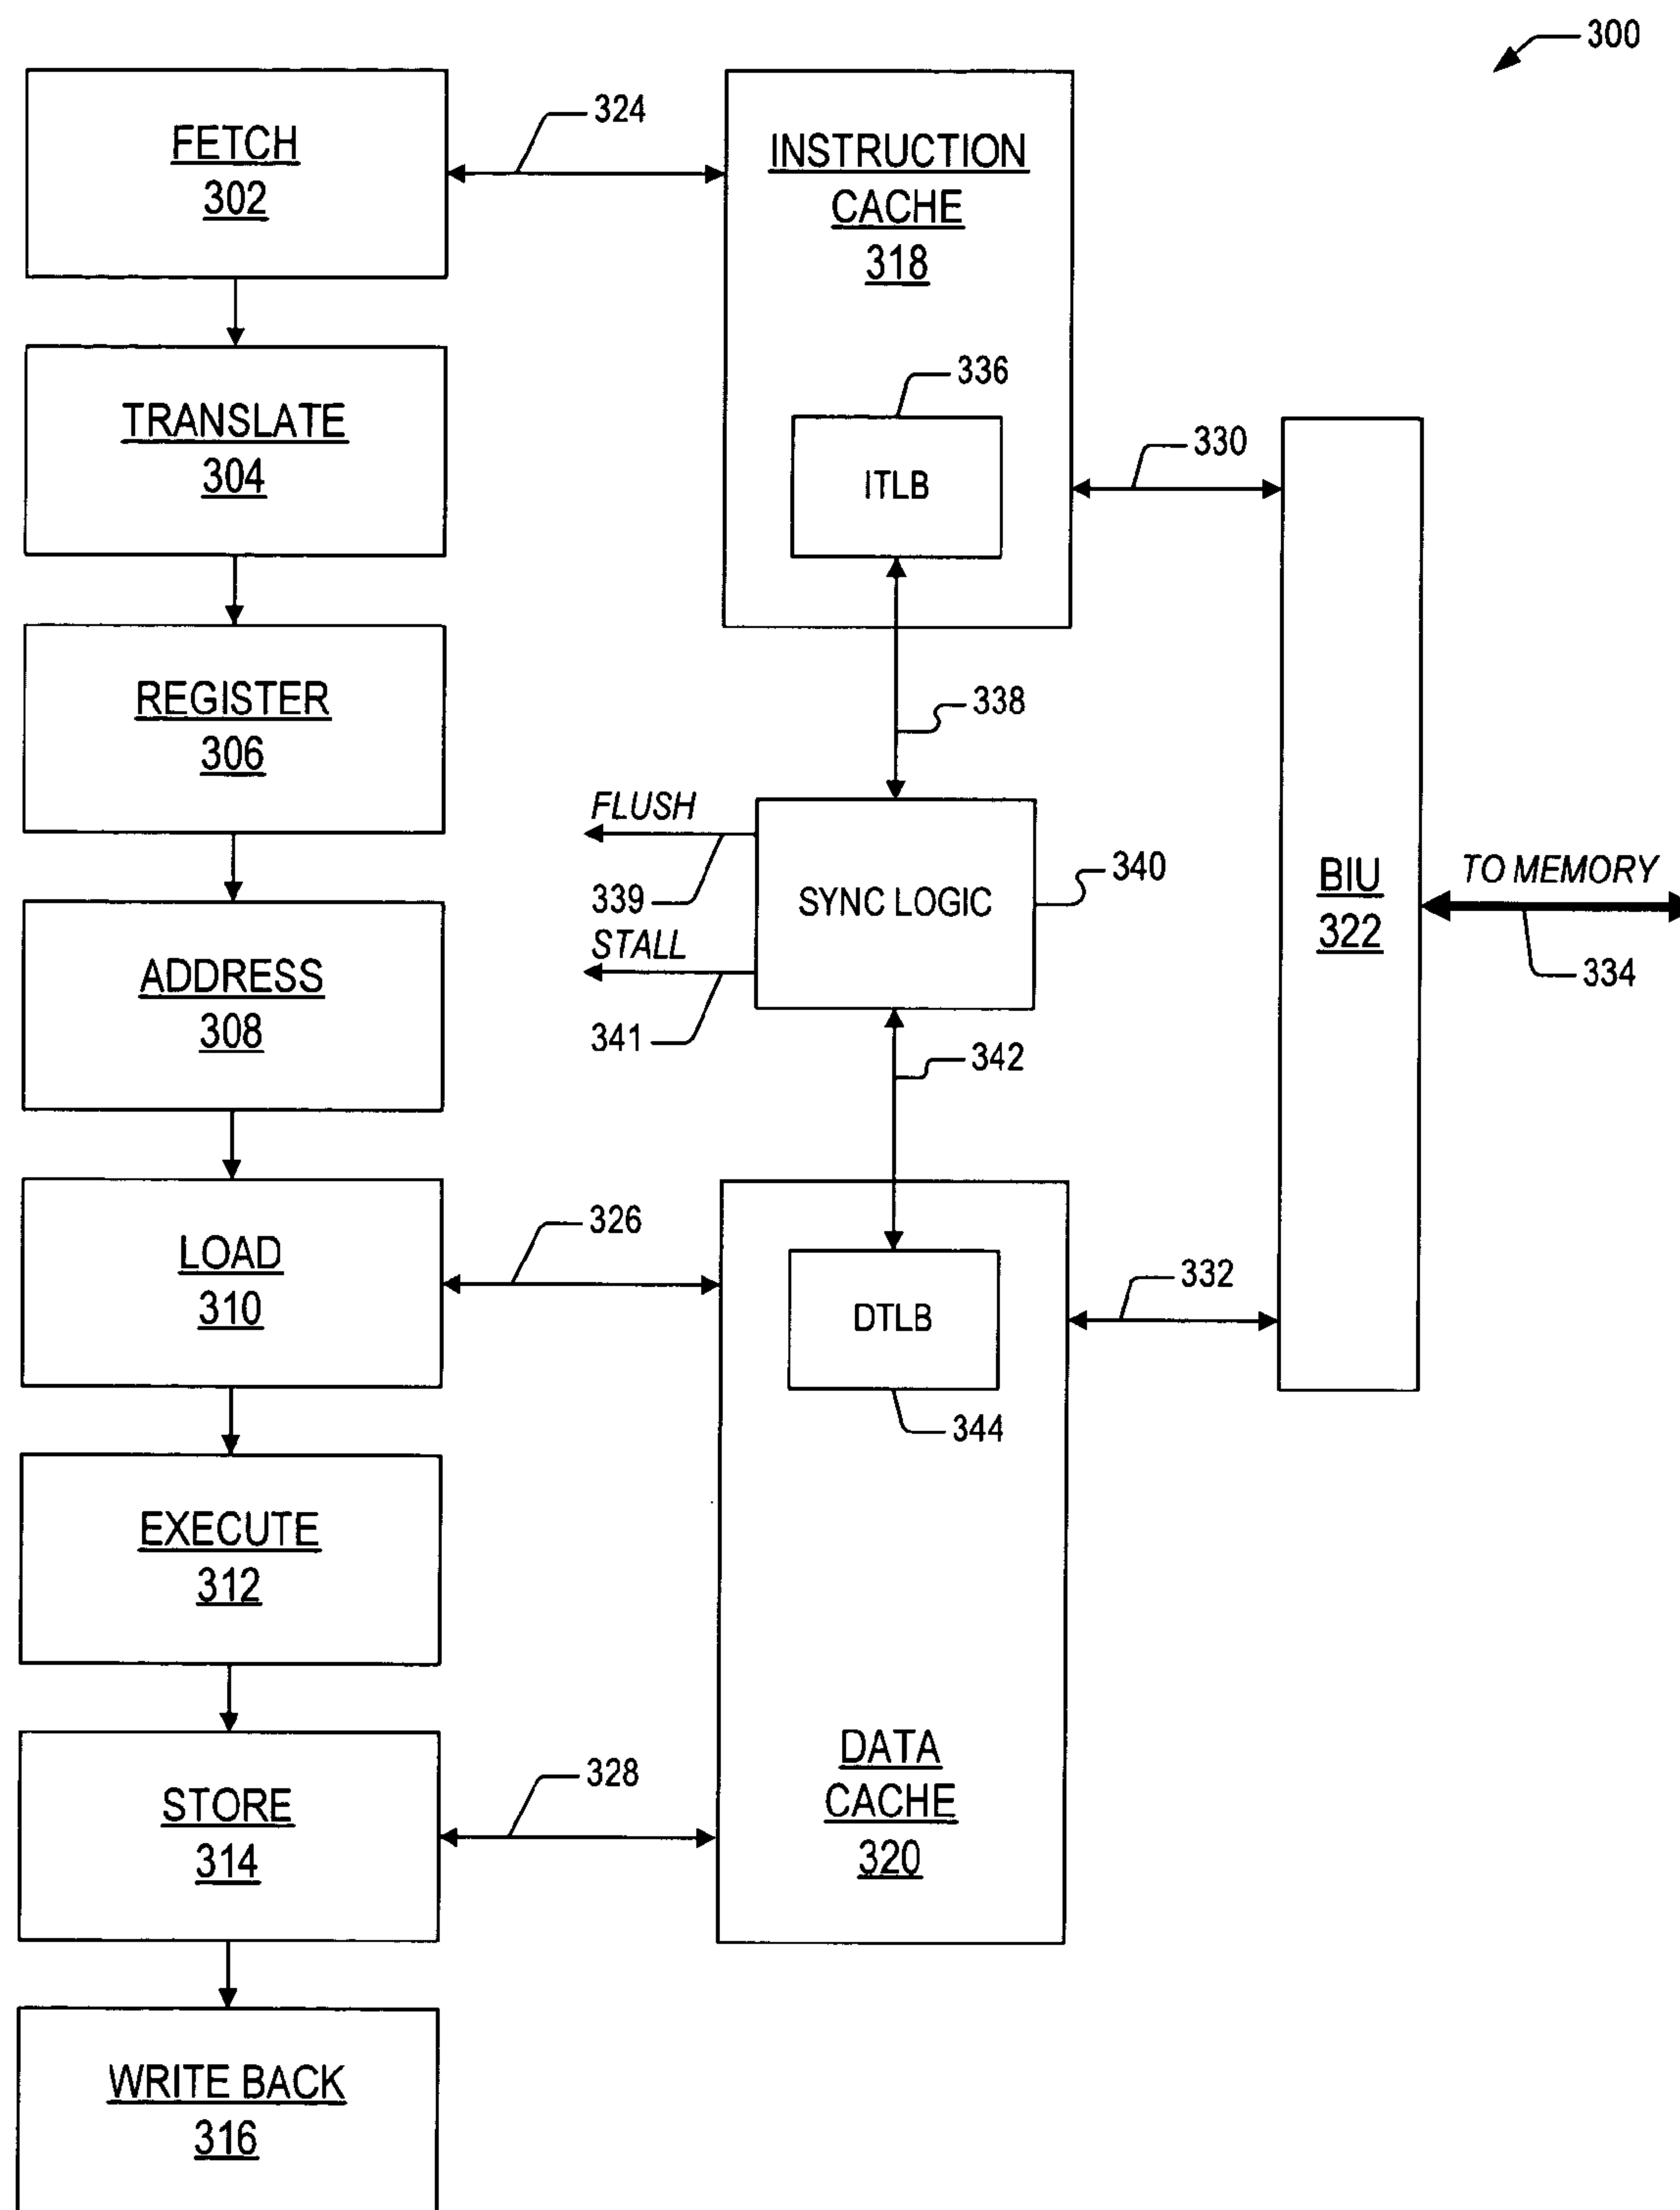 300
FETCH
302
324
INSTRUCTION
CACHE
318
TRANSLATE
304
336
ITLB
330
REGISTER
306
338
FLUSH
339
SYNC LOGIC
340
STALL
341
BIU
322
TO MEMORY
334
ADDRESS
308
342
LOAD
310
326
DTLB
332
344
EXECUTE
312
STORE
314
328
DATA
CACHE
320
WRITE BACK
316